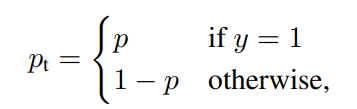 p if y = 1
pt =
1 − p otherwise,